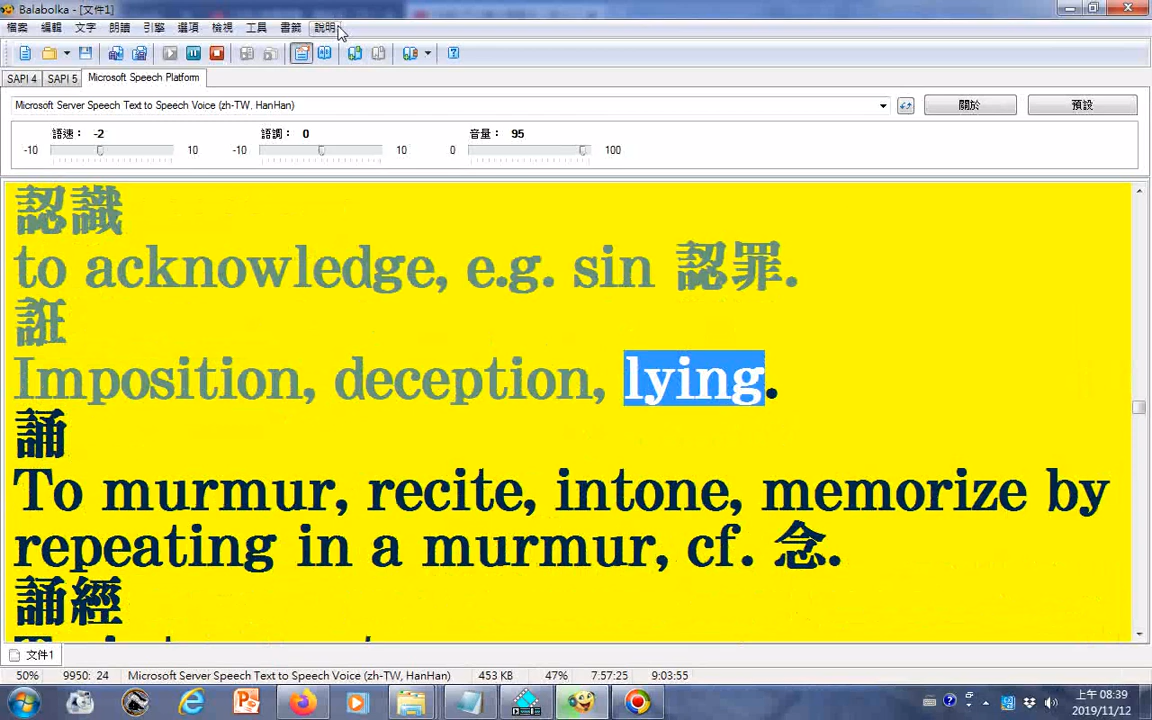 Balabolka - [文件1]
檔案 編輯 文字 朗讀 引擎 選項 檢視 工具 書籤 說明
SAPI 4 SAPI 5 Microsoft Speech Platform
Microsoft Server Speech Text to Speech Voice (zh-TW, HanHan) 關於 預設
語速： -2 語調： 0 音量： 95
-10 10 -10 10 0 100
認識
to acknowledge, e.g. sin 認罪.
誑
Imposition, deception, lying.
誦
To murmur, recite, intone, memorize by
repeating in a murmur, cf. 念.
誦經
文件1
50% 9950: 24 Microsoft Server Speech Text to Speech Voice (zh-TW, HanHan) 453 KB 47% 7:57:25 9:03:55
上午 08:39
2019/11/12